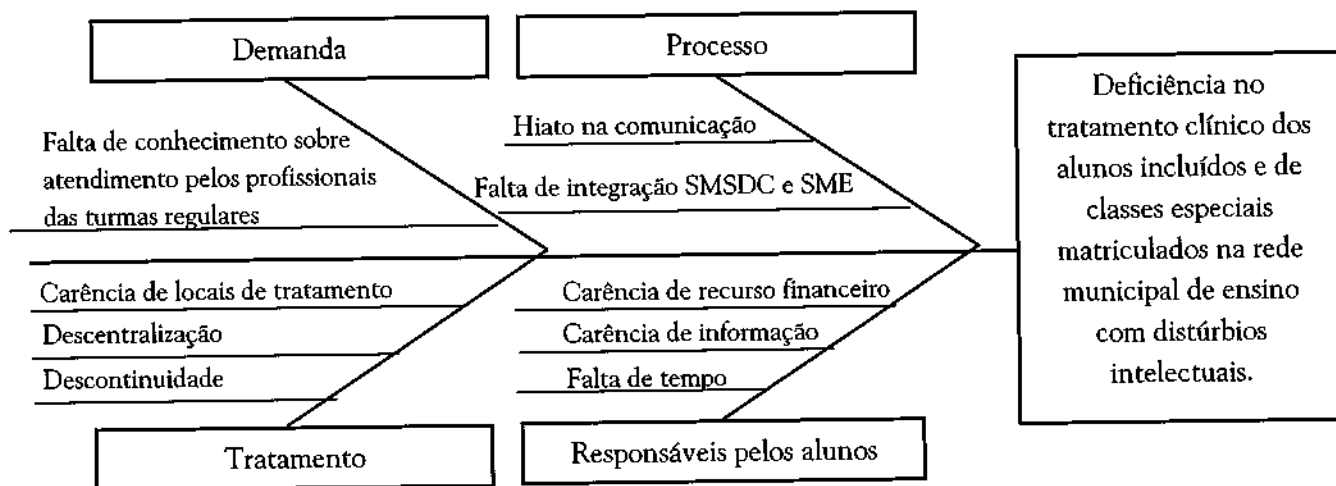 Demanda
Processo
Falta de conhecimento sobre
atendimento pelos profissionais
das turmas regulares
Hiato na comunicação
Falta de integração SMSDC e SME
Carência de locais de tratamento
Descentralização
Descontinuidade
Carência de recurso financeiro
Carência de informação
Falta de tempo
Tratamento
Responsáveis pelos alunos
Deficiência no
tratamento clínico dos
alunos incluídos e de
classes especiais
matriculados na rede
municipal de ensino
com distúrbios
intelectuais.